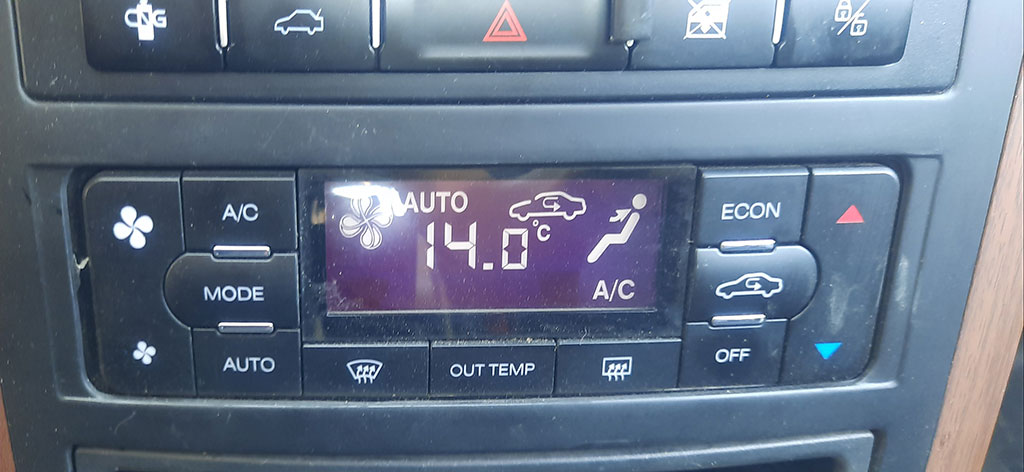 CNG
AUTO
14.0°C
A/C
A/C
MODE
AUTO
OUT TEMP
ECON
OFF